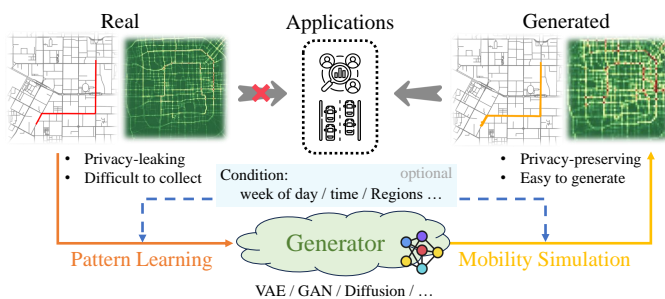 Real
Applications
Generated
• Privacy-leaking
• Difficult to collect
• Privacy-preserving
• Easy to generate
Condition:
optional
week of day / time / Regions ...
Pattern Learning
Generator
Mobility Simulation
VAE / GAN / Diffusion / ...